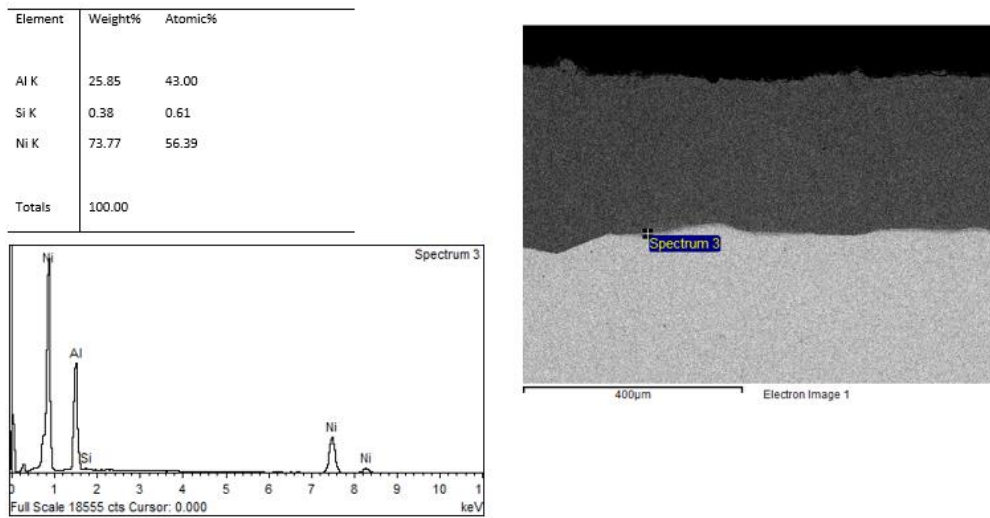 Element Weight% Atomic%
Al K 25.85 43.00
Si K 0.38 0.61
Ni K 73.77 56.39
Totals 100.00
Spectrum 3
Ni
Al
Si
Ni
Ni
0 1 2 3 4 5 6 7 8 9 10 1
Full Scale 18555 cts Cursor: 0.000 keV
Spectrum 3
400µm Electron Image 1